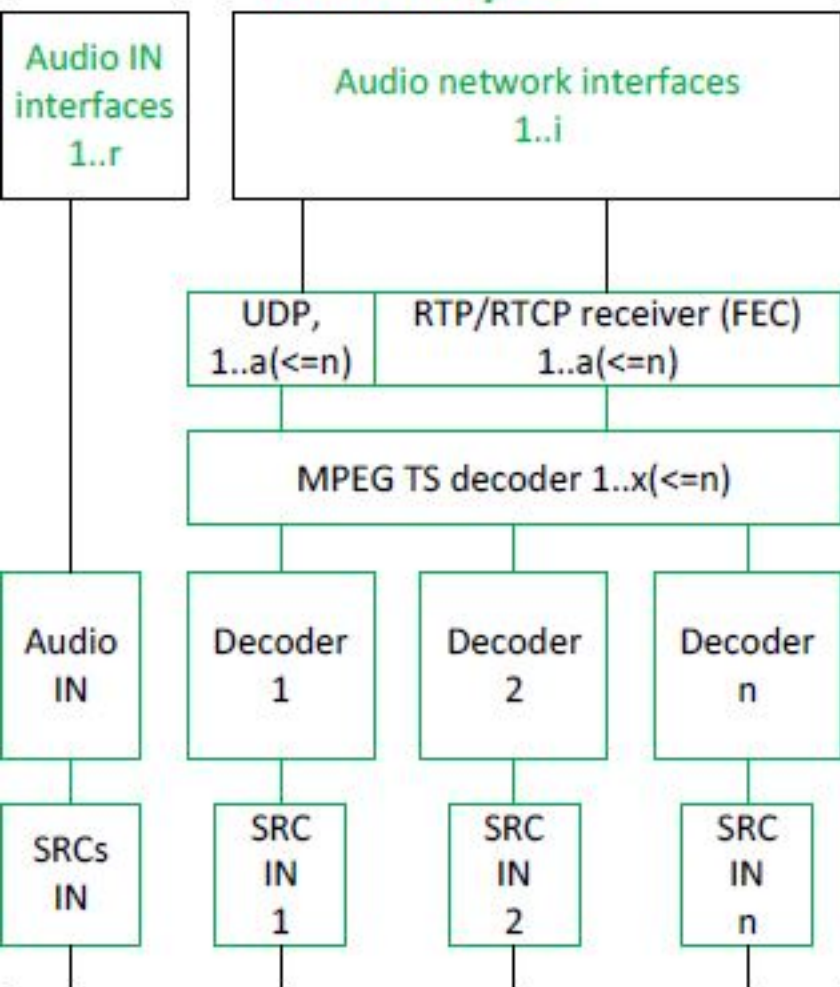 Audio IN
interfaces
1..r
Audio network interfaces
1..i
UDP,
1..a(<=n)
RTP/RTCP receiver (FEC)
1..a(<=n)
MPEG TS decoder 1..x(<=n)
Audio
IN
Decoder
1
Decoder
2
Decoder
n
SRCs
IN
SRC
IN
1
SRC
IN
2
SRC
IN
n